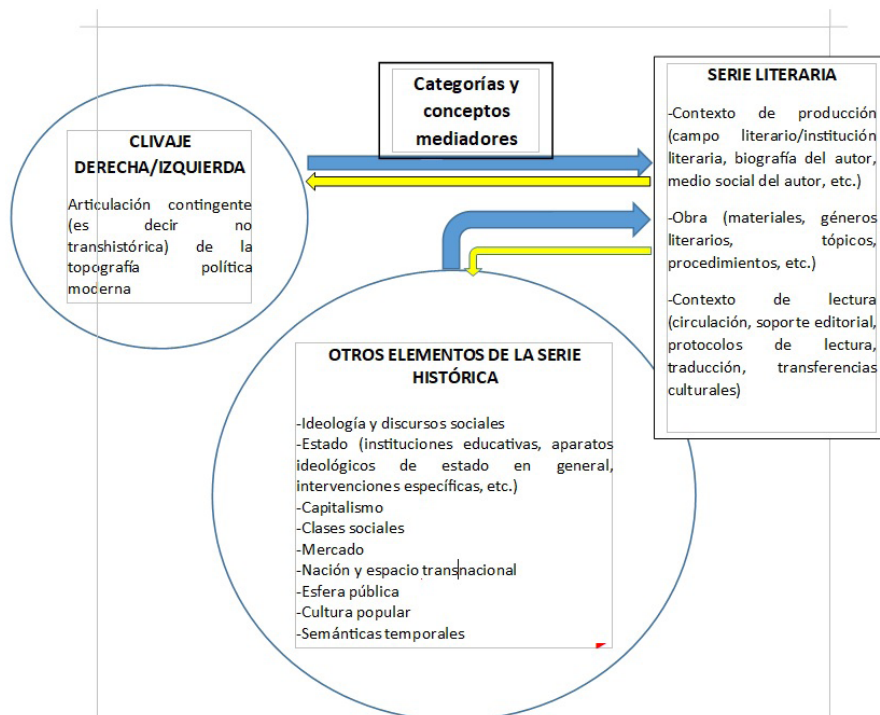 CLIVAJE
DERECHA/IZQUIERDA
Articulación contingente
(es decir no
transhistórica) de la
topografía política
moderna
Categorías y
conceptos
mediadores
SERIE LITERARIA
-Contexto de producción
(campo literario/institución
literaria, biografía del autor,
medio social del autor, etc.)
-Obra (materiales, géneros
literarios, tópicos,
procedimientos, etc.)
-Contexto de lectura
(circulación, soporte editorial,
protocolos de lectura,
traducción, transferencias
culturales)
OTROS ELEMENTOS DE LA SERIE
HISTÓRICA
-Ideología y discursos sociales
-Estado (instituciones educativas, aparatos
ideológicos de estado en general,
intervenciones específicas, etc.)
-Capitalismo
-Clases sociales
-Mercado
-Nación y espacio transnacional
-Esfera pública
-Cultura popular
-Semánticas temporales